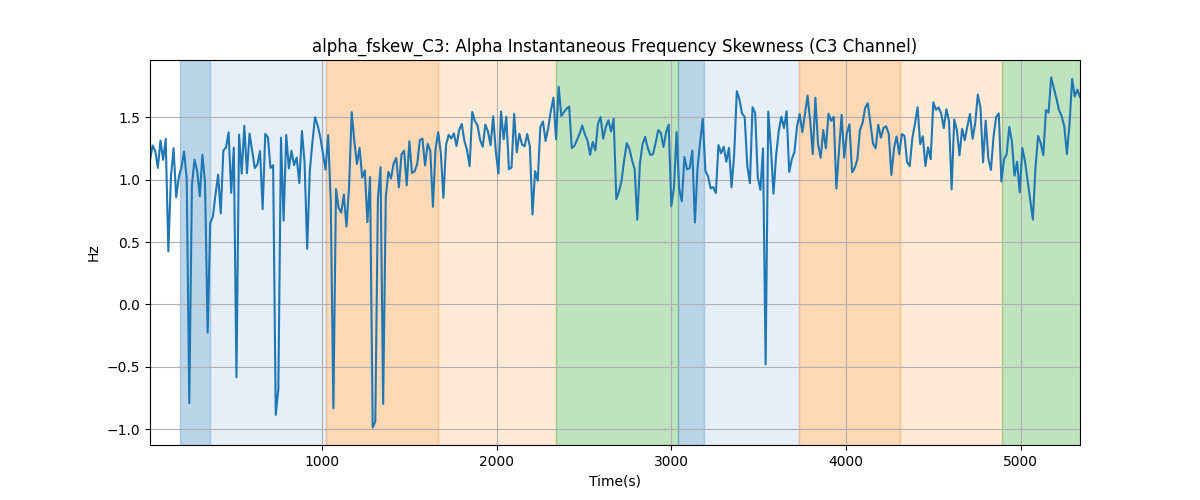 alpha_fskew_C3: Alpha Instantaneous Frequency Skewness (C3 Channel)
1.5
1.0
0.5
0.0
−0.5
−1.0
Hz
1000 2000 3000 4000 5000
Time(s)